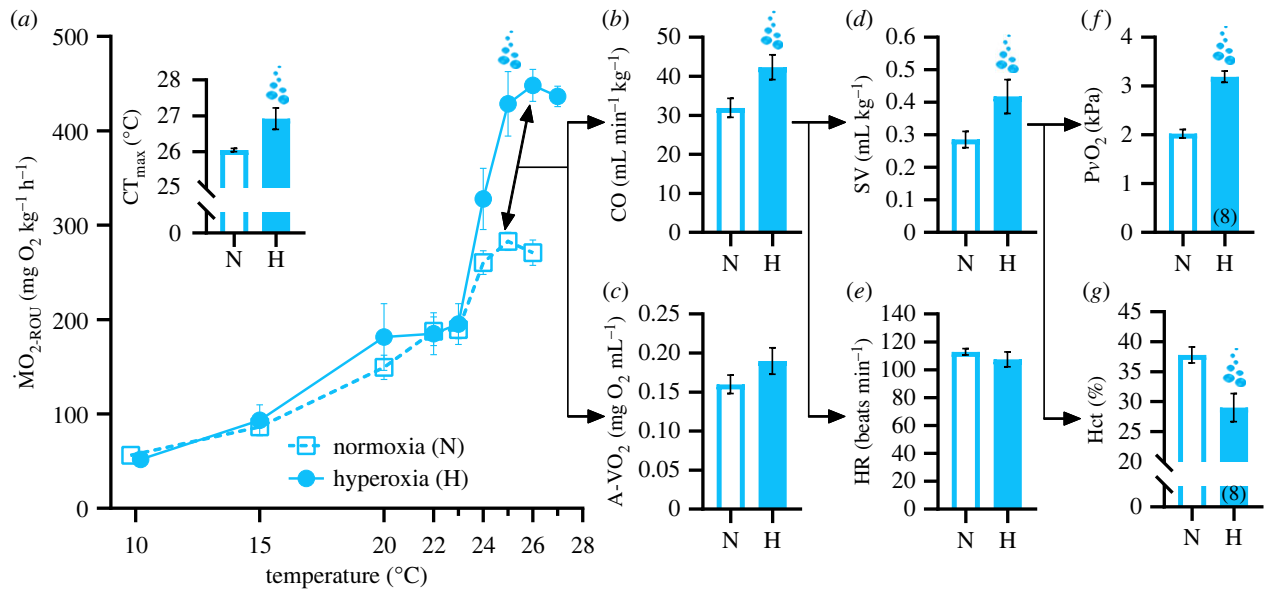 (a)
500
400
300
200
100
0
ṀO2-ROU (mg O2 kg−1 h−1)
10
15
20
22
24
26
28
temperature (°C)
normoxia (N)
hyperoxia (H)
28
27
26
25
0
CTmax (°C)
N
H
(b)
50
40
30
20
10
0
CO (mL min−1 kg−1)
N
H
(c)
0.25
0.20
0.15
0.10
0.05
0
A-VO2 (mg O2 mL−1)
N
H
(d)
0.6
0.5
0.4
0.3
0.2
0.1
0
SV (mL kg−1)
N
H
(e)
140
120
100
80
60
40
20
0
HR (beats min−1)
N
H
(f)
4
3
2
1
0
PvO2 (kPa)
(8)
N
H
(g)
45
40
35
30
25
20
0
Hct (%)
(8)
N
H